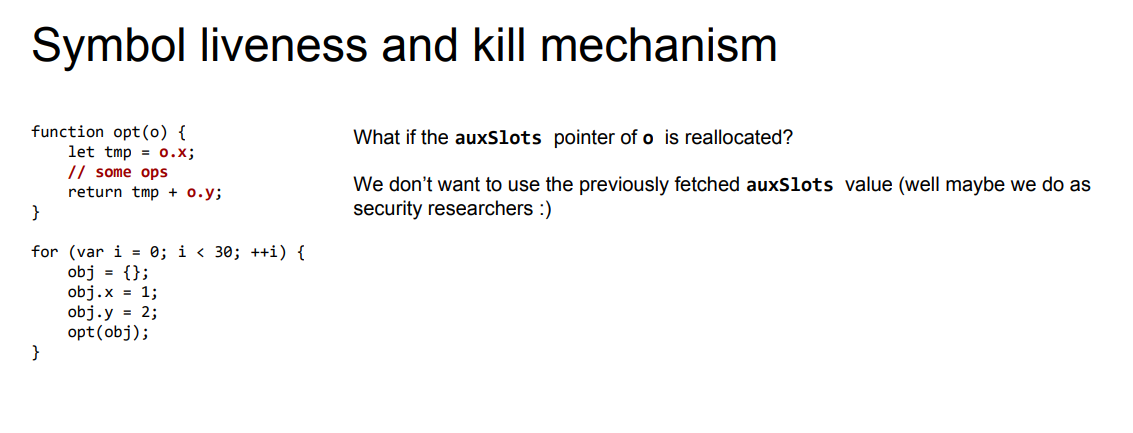 Symbol liveness and kill mechanism
function opt(o) {
    let tmp = o.x;
    // some ops
    return tmp + o.y;
}
for (var i = 0; i < 30; ++i) {
    obj = {};
    obj.x = 1;
    obj.y = 2;
    opt(obj);
}
What if the auxSlots pointer of o is reallocated?
We don’t want to use the previously fetched auxSlots value (well maybe we do as
security researchers :)